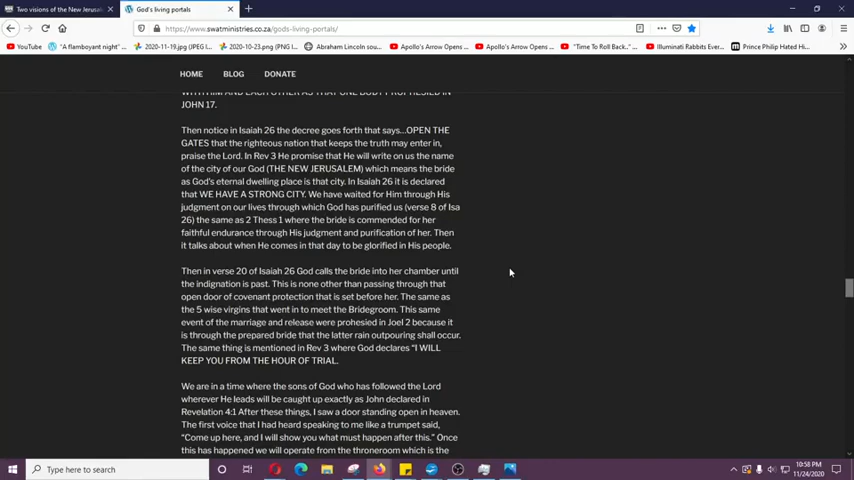 Two visions of the New Jerusal
God's living portals
https://www.swatministries.co.za/gods-living-portals/
YouTube
"A flamboyant night"
2020-11-19.jpg (JPEG I
2020-10-23.png (PNG I
Abraham Lincoln sou
Apollo's Arrow Opens
Apollo's Arrow Opens
"Time To Roll Back
Illuminati Rabbits Ever
Prince Philip Hated Hi
HOME BLOG DONATE
WITH HIM AND EACH OTHER AS THAT ONE BODY PROPHESIED IN
JOHN 17.
Then notice in Isaiah 26 the decree goes forth that says...OPEN THE
GATES that the righteous nation that keeps the truth may enter in,
praise the Lord. In Rev 3 He promise that He will write on us the name
of the city of our God (THE NEW JERUSALEM) which means the bride
as God's eternal dwelling place is that city. In Isaiah 26 it is declared
that WE HAVE A STRONG CITY. We have waited for Him through His
judgment on our lives through which God has purified us (verse 8 of Isa
26) the same as 2 Thess 1 where the bride is commended for her
faithful endurance through His judgment and purification of her. Then
it talks about when He comes in that day to be glorified in His people.
Then in verse 20 of Isaiah 26 God calls the bride into her chamber until
the indignation is past. This is none other than passing through that
open door of covenant protection that is set before her. The same as
the 5 wise virgins that went in to meet the Bridegroom. This same
event of the marriage and release were prohesied in Joel 2 because it
is through the prepared bride that the latter rain outpouring shall occur.
The same thing is mentioned in Rev 3 where God declares "I WILL
KEEP YOU FROM THE HOUR OF TRIAL.
We are in a time where the sons of God who has followed the Lord
wherever He leads will be caught up exactly as John declared in
Revelation 4:1 After these things, I saw a door standing open in heaven.
The first voice that I had heard speaking to me like a trumpet said,
"Come up here, and I will show you what must happen after this." Once
this has happened we will operate from the throneroom which is the
Type here to search
10:58 PM
11/24/2020